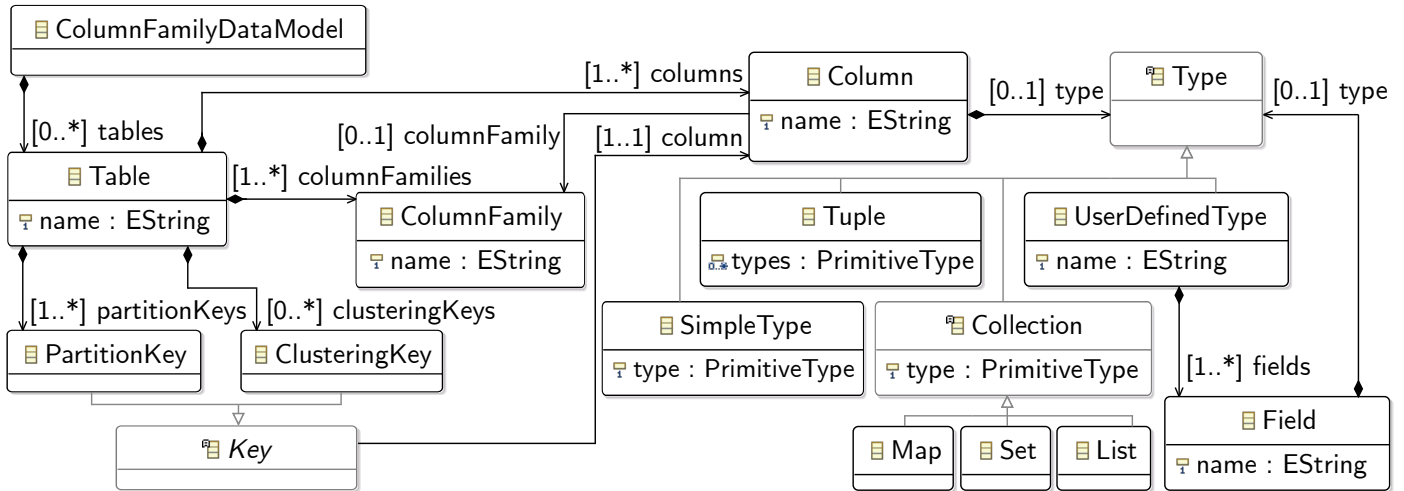 ColumnFamilyDataModel
[0..*] tables
Table
name : EString
[1..*] columns
[0..1] columnFamily
[1..1] column
[1..*] columnFamilies
ColumnFamily
name : EString
[1..*] partitionKeys
[0..*] clusteringKeys
PartitionKey
ClusteringKey
Key
Column
name : EString
[0..1] type
Type
[0..1] type
Tuple
types : PrimitiveType
UserDefinedType
name : EString
SimpleType
type : PrimitiveType
Collection
type : PrimitiveType
[1..*] fields
Map
Set
List
Field
name : EString